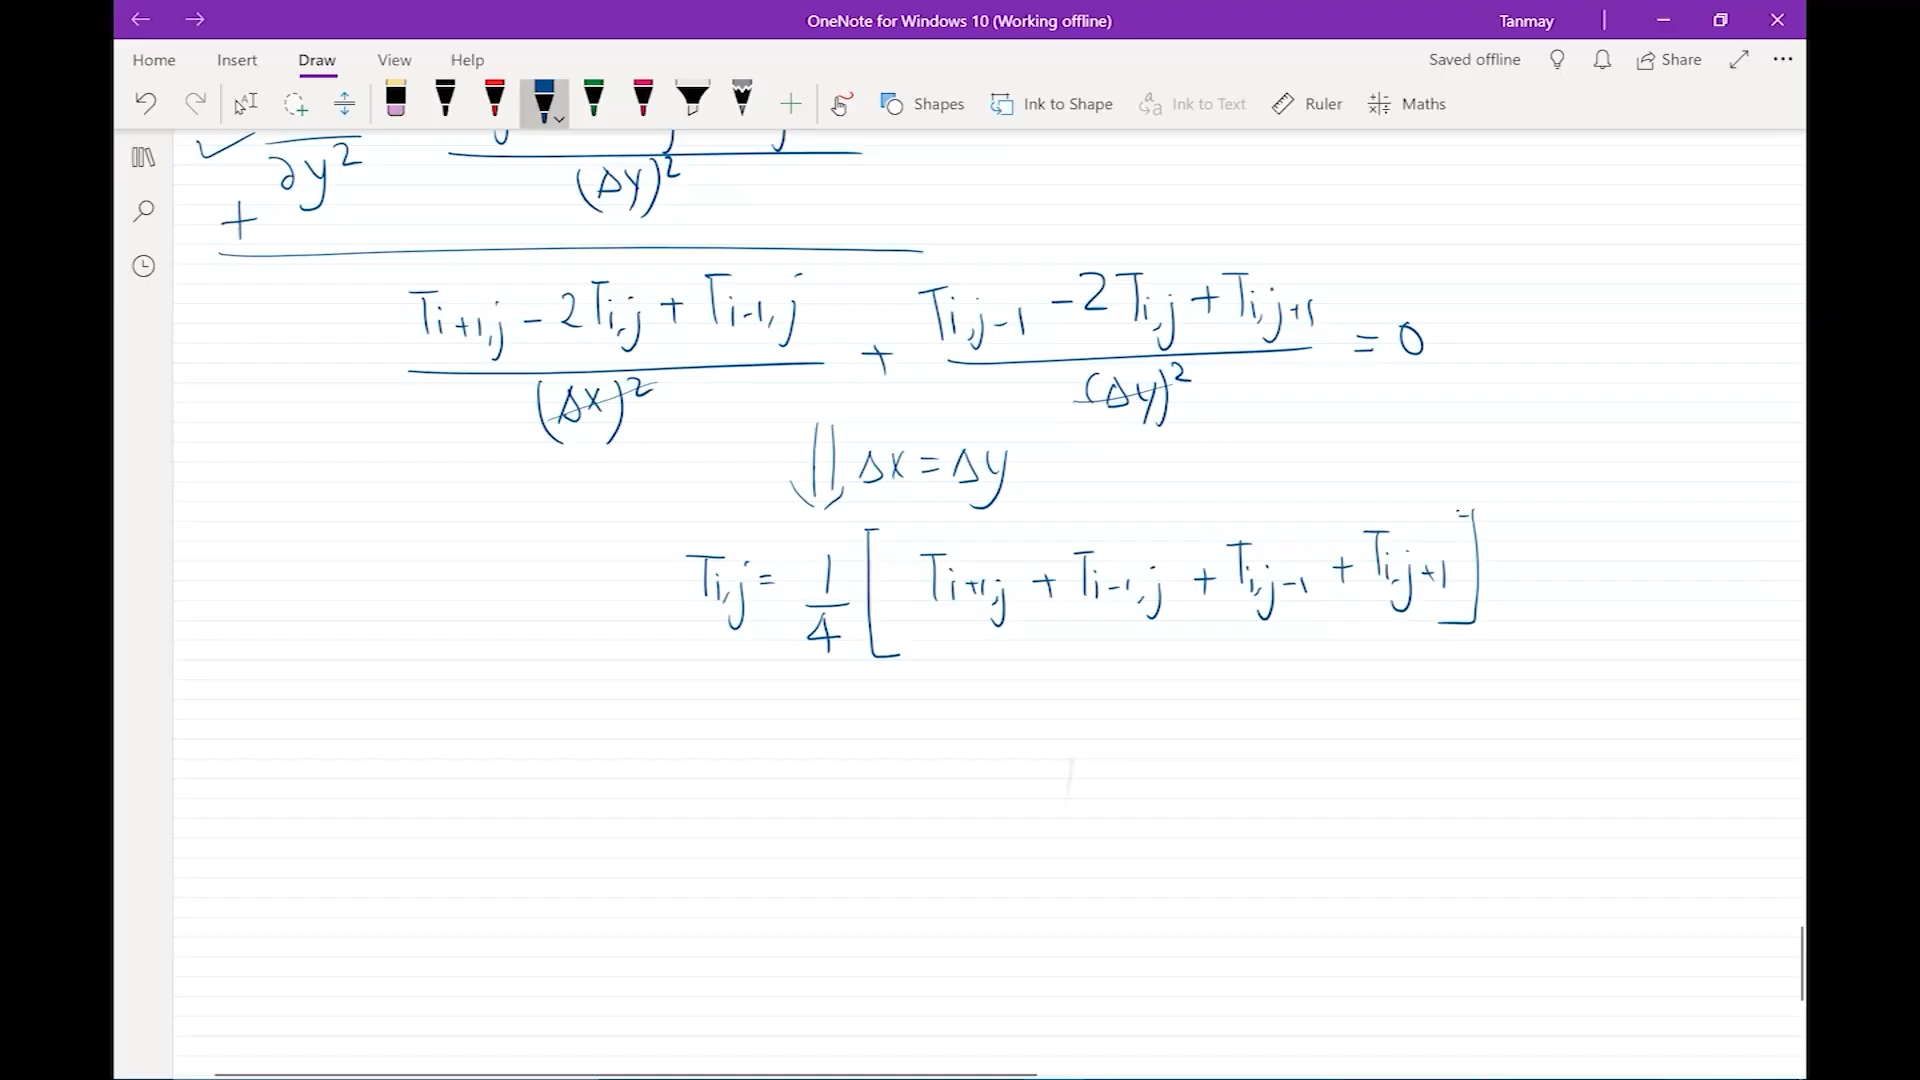 OneNote for Windows 10 (Working offline)
Tanmay
Home Insert Draw View Help
Saved offline Share
Shapes Ink to Shape Ink to Text Ruler Maths
∂y² (Δy)²
+
Ti+1,j - 2Ti,j + Ti-1,j + Ti,j-1 - 2Ti,j + Ti,j+1 = 0
(Δx)² (Δy)²
Δx = Δy
Ti,j = 1/4 [ Ti+1,j + Ti-1,j + Ti,j-1 + Ti,j+1 ]